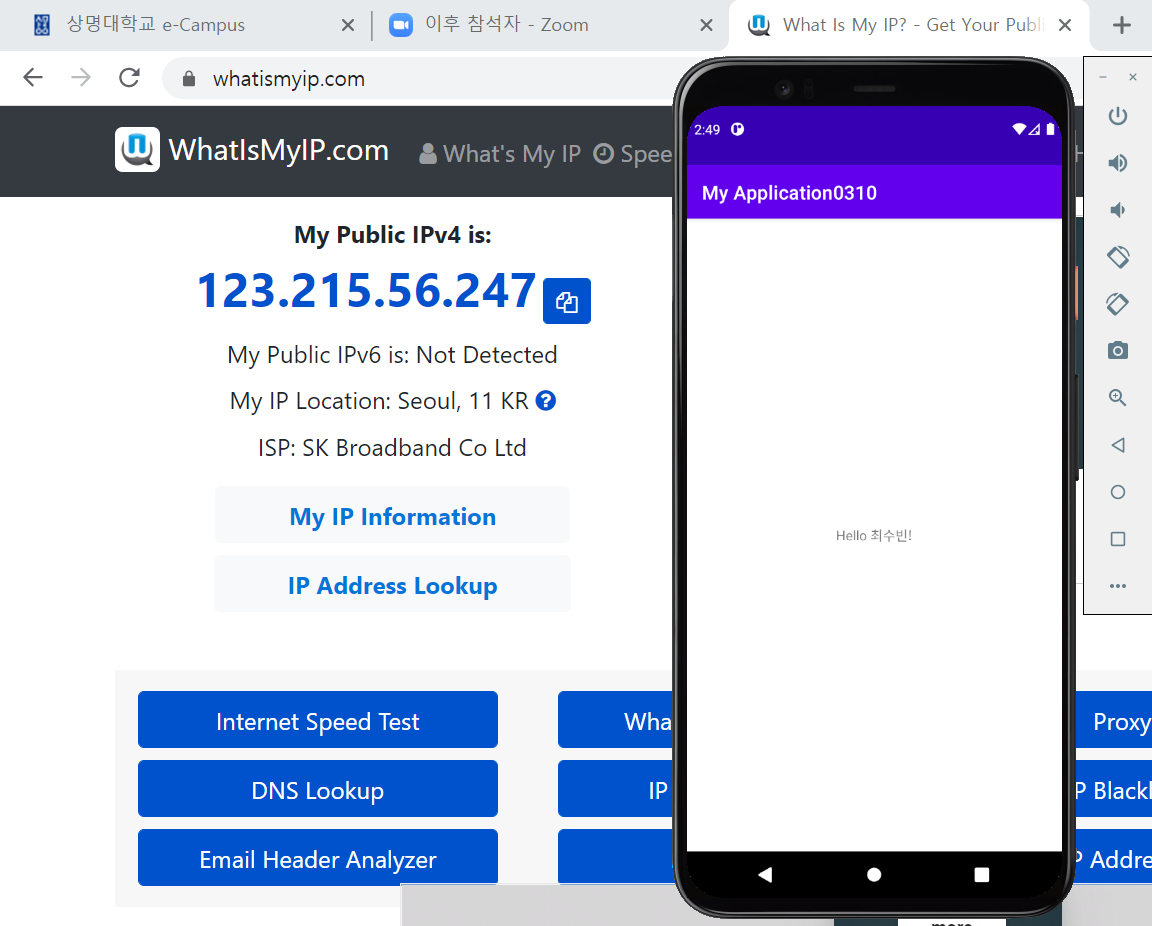 상명대학교 e-Campus
이후 참석자 - Zoom
What Is My IP? - Get Your Publi
whatismyip.com
WhatIsMyIP.com
What's My IP
Spee
My Public IPv4 is:
123.215.56.247
My Public IPv6 is: Not Detected
My IP Location: Seoul, 11 KR
ISP: SK Broadband Co Ltd
My IP Information
IP Address Lookup
Internet Speed Test
Wha
Proxy
DNS Lookup
IP
P Blackl
Email Header Analyzer
P Addre
2:49
My Application0310
Hello 최수빈!